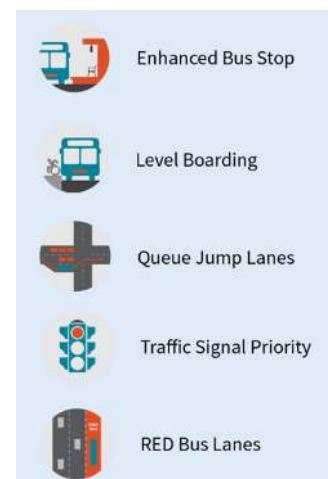 Enhanced Bus Stop
Level Boarding
Queue Jump Lanes
Traffic Signal Priority
RED Bus Lanes